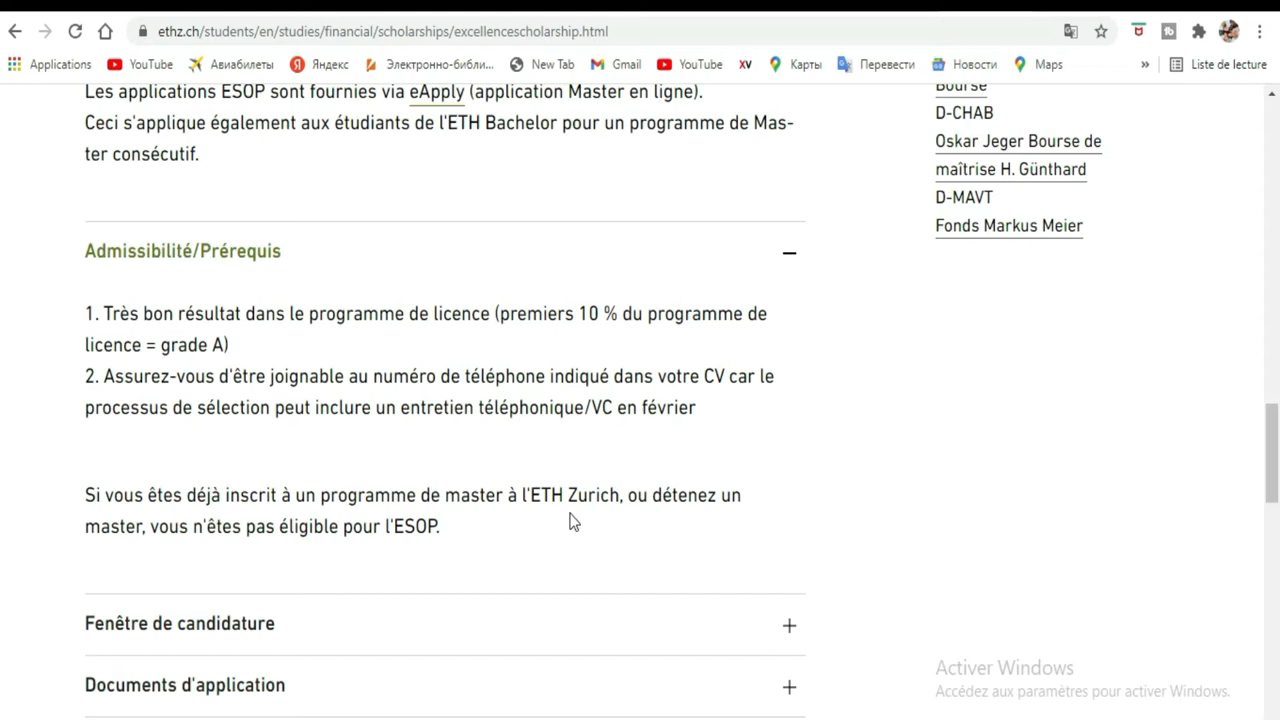 ethz.ch/students/en/studies/financial/scholarships/excellencescholarship.html
Applications YouTube Авиабилеты Яндекс Электронно-библи... New Tab Gmail YouTube XV Карты Перевести Новости Maps » Liste de lecture
Les applications ESOP sont fournies via eApply (application Master en ligne).
Ceci s'applique également aux étudiants de l'ETH Bachelor pour un programme de Mas-
ter consécutif.
Admissibilité/Prérequis
1. Très bon résultat dans le programme de licence (premiers 10 % du programme de
licence = grade A)
2. Assurez-vous d'être joignable au numéro de téléphone indiqué dans votre CV car le
processus de sélection peut inclure un entretien téléphonique/VC en février
Si vous êtes déjà inscrit à un programme de master à l'ETH Zurich, ou détenez un
master, vous n'êtes pas éligible pour l'ESOP.
Fenêtre de candidature
Documents d'application
Bourse
D-CHAB
Oskar Jeger Bourse de
maîtrise H. Günthard
D-MAVT
Fonds Markus Meier
Activer Windows
Accédez aux paramètres pour activer Windows.